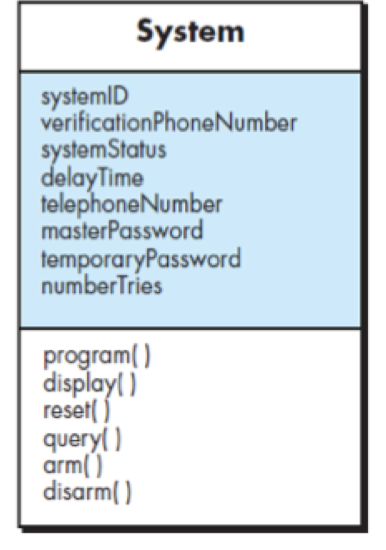 System
systemID
verificationPhoneNumber
systemStatus
delayTime
telephoneNumber
masterPassword
temporaryPassword
numberTries
program( )
display( )
reset( )
query( )
arm( )
disarm( )